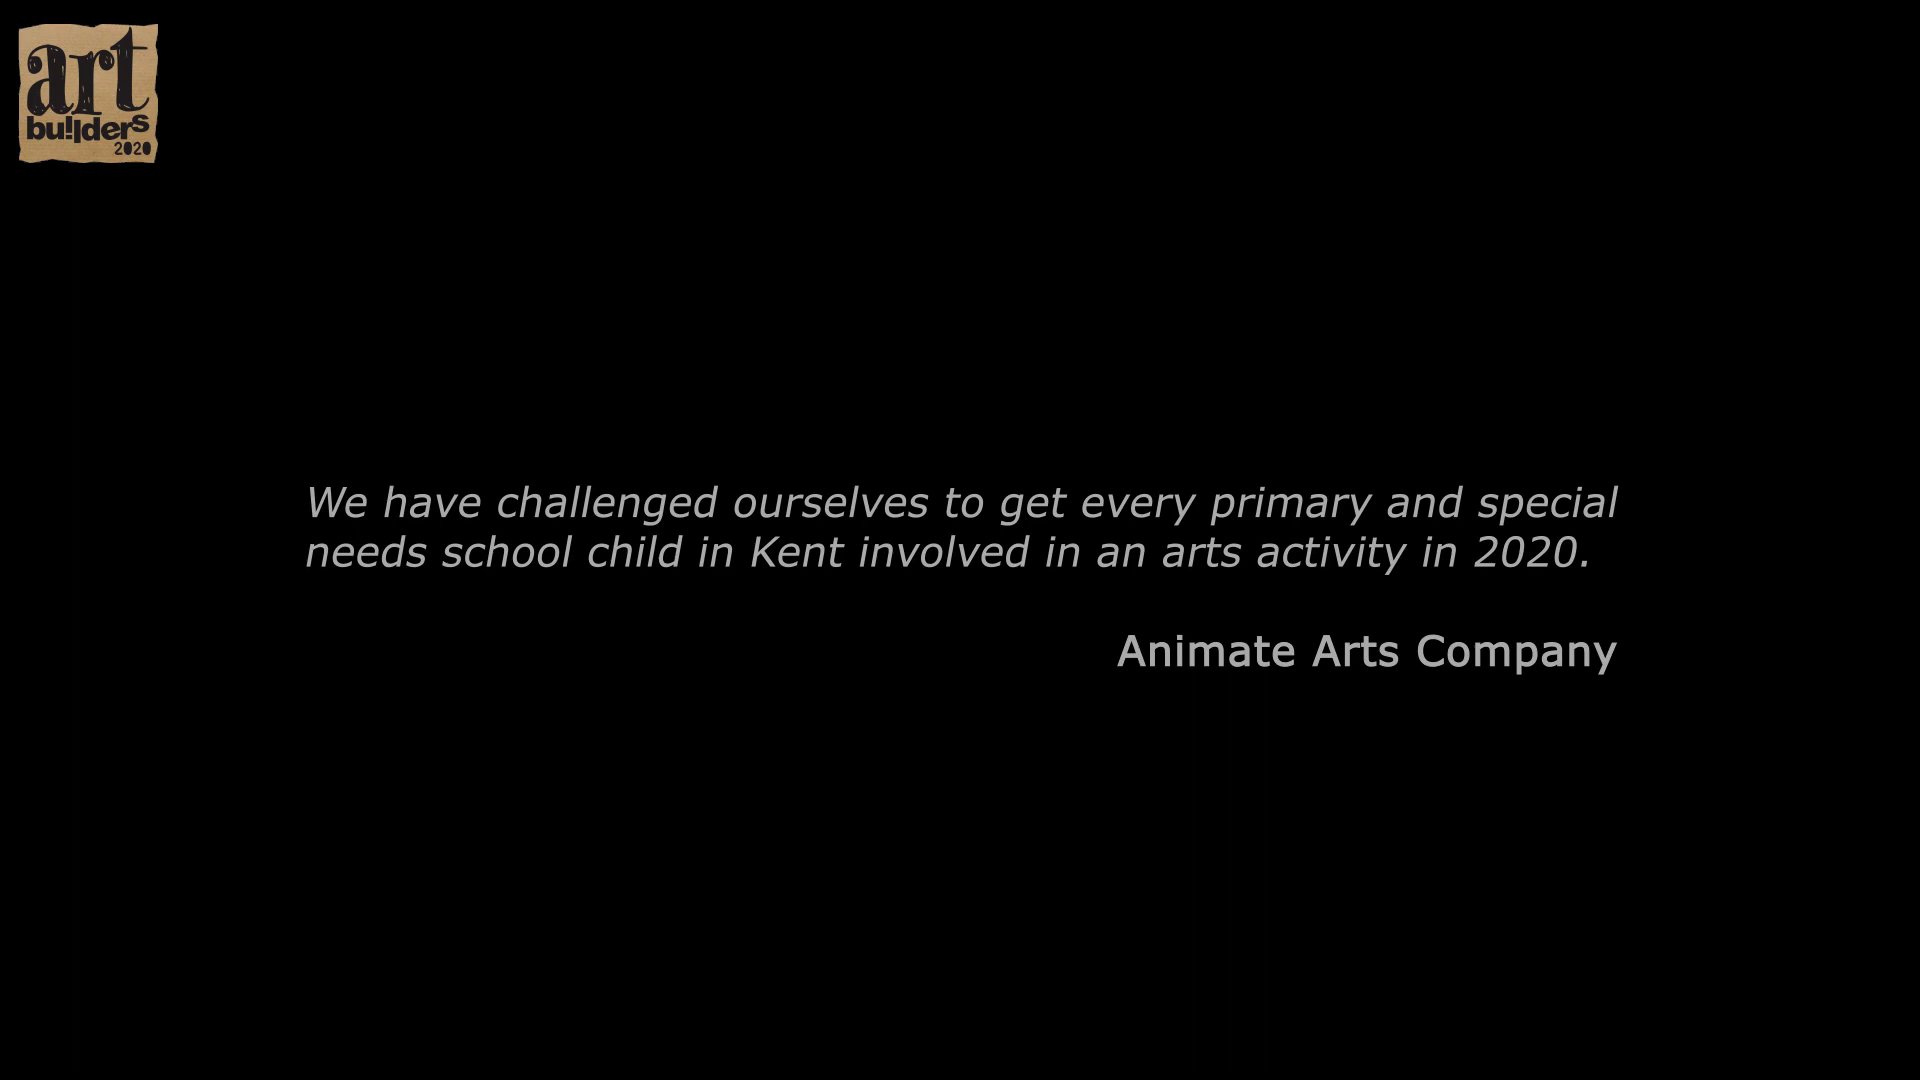 art
builders
2020
We have challenged ourselves to get every primary and special
needs school child in Kent involved in an arts activity in 2020.
Animate Arts Company